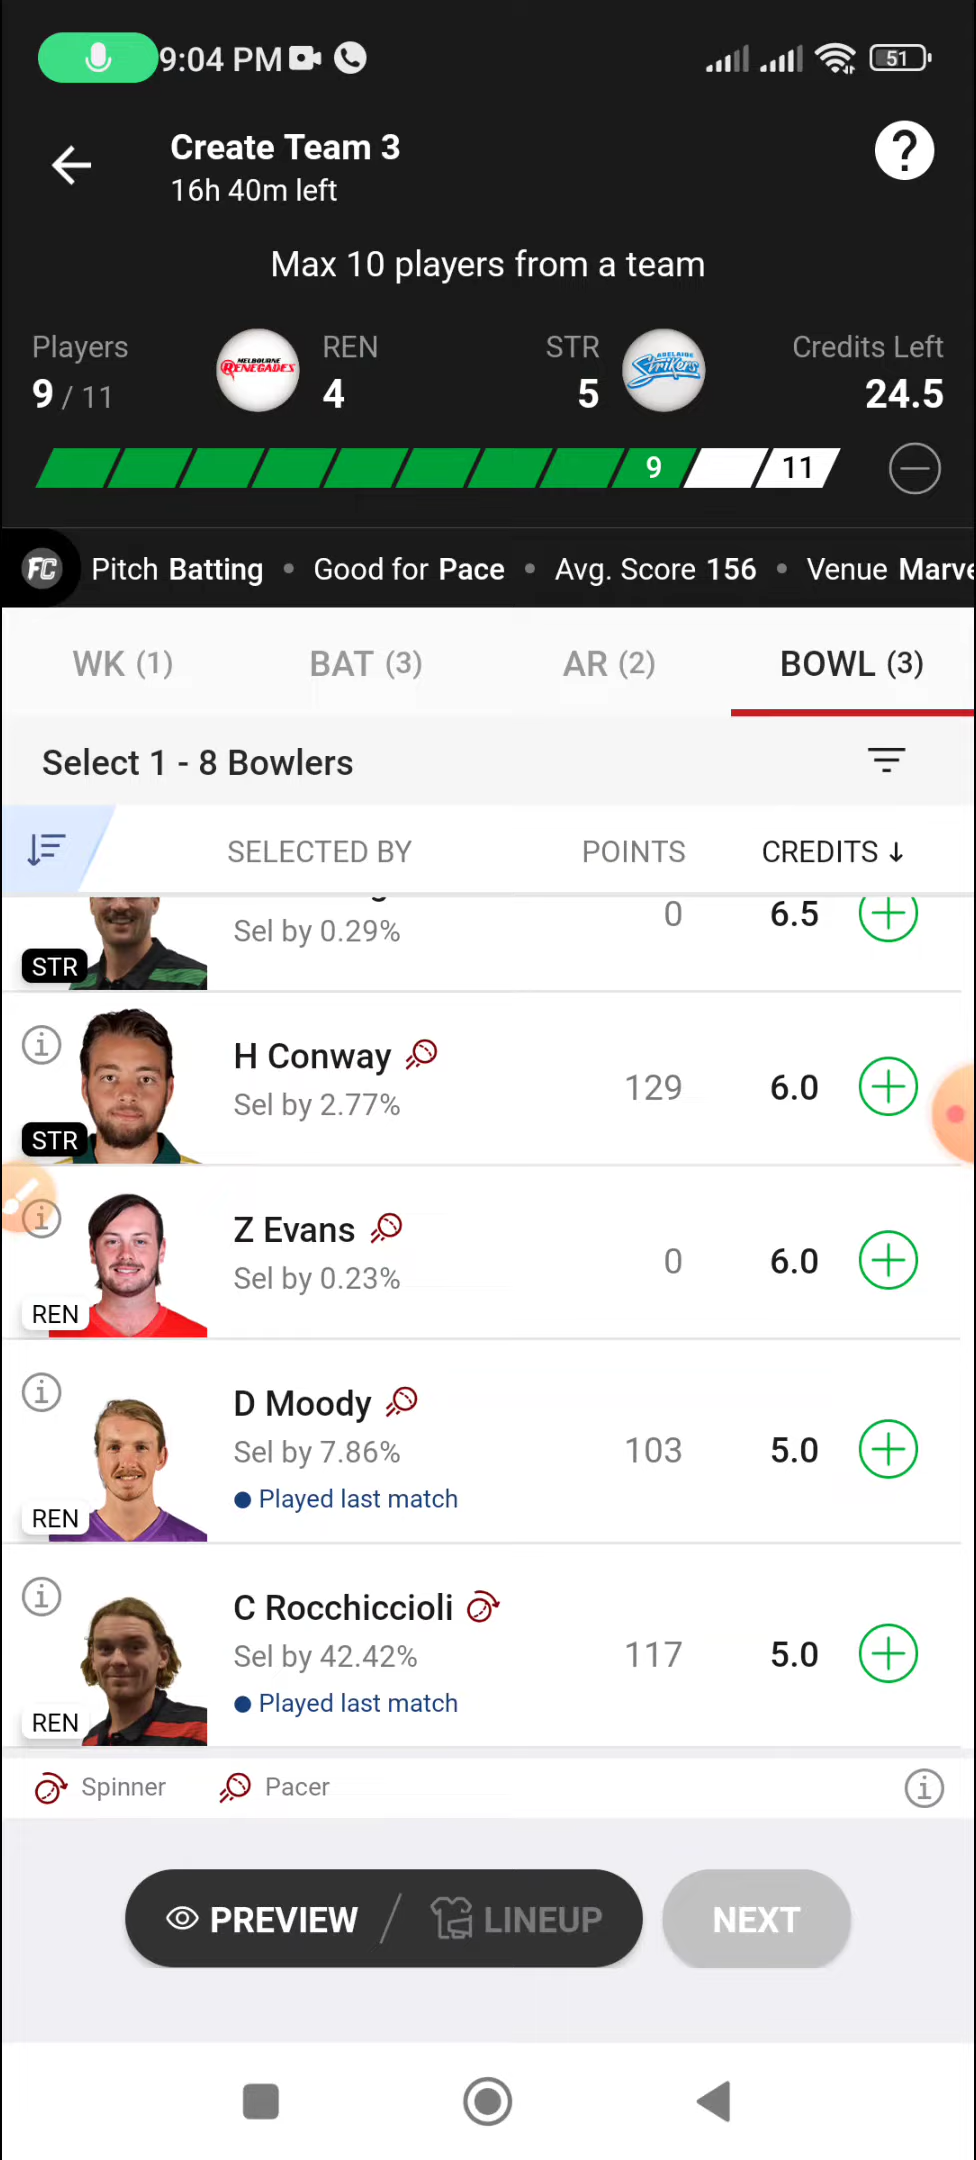 9:04 PM
51
Create Team 3
16h 40m left
?
Max 10 players from a team
Players
9 / 11
MELBOURNE
RENEGADES
REN
4
STR
5
ADELAIDE
Strikers
Credits Left
24.5
9
11
FC
Pitch Batting • Good for Pace • Avg. Score 156 • Venue Marve
WK (1)
BAT (3)
AR (2)
BOWL (3)
Select 1 - 8 Bowlers
SELECTED BY
POINTS
CREDITS ↓
Sel by 0.29%
0
6.5
STR
H Conway
Sel by 2.77%
129
6.0
STR
Z Evans
Sel by 0.23%
0
6.0
REN
D Moody
Sel by 7.86%
103
5.0
Played last match
REN
C Rocchiccioli
Sel by 42.42%
117
5.0
Played last match
REN
Spinner
Pacer
PREVIEW / LINEUP
NEXT